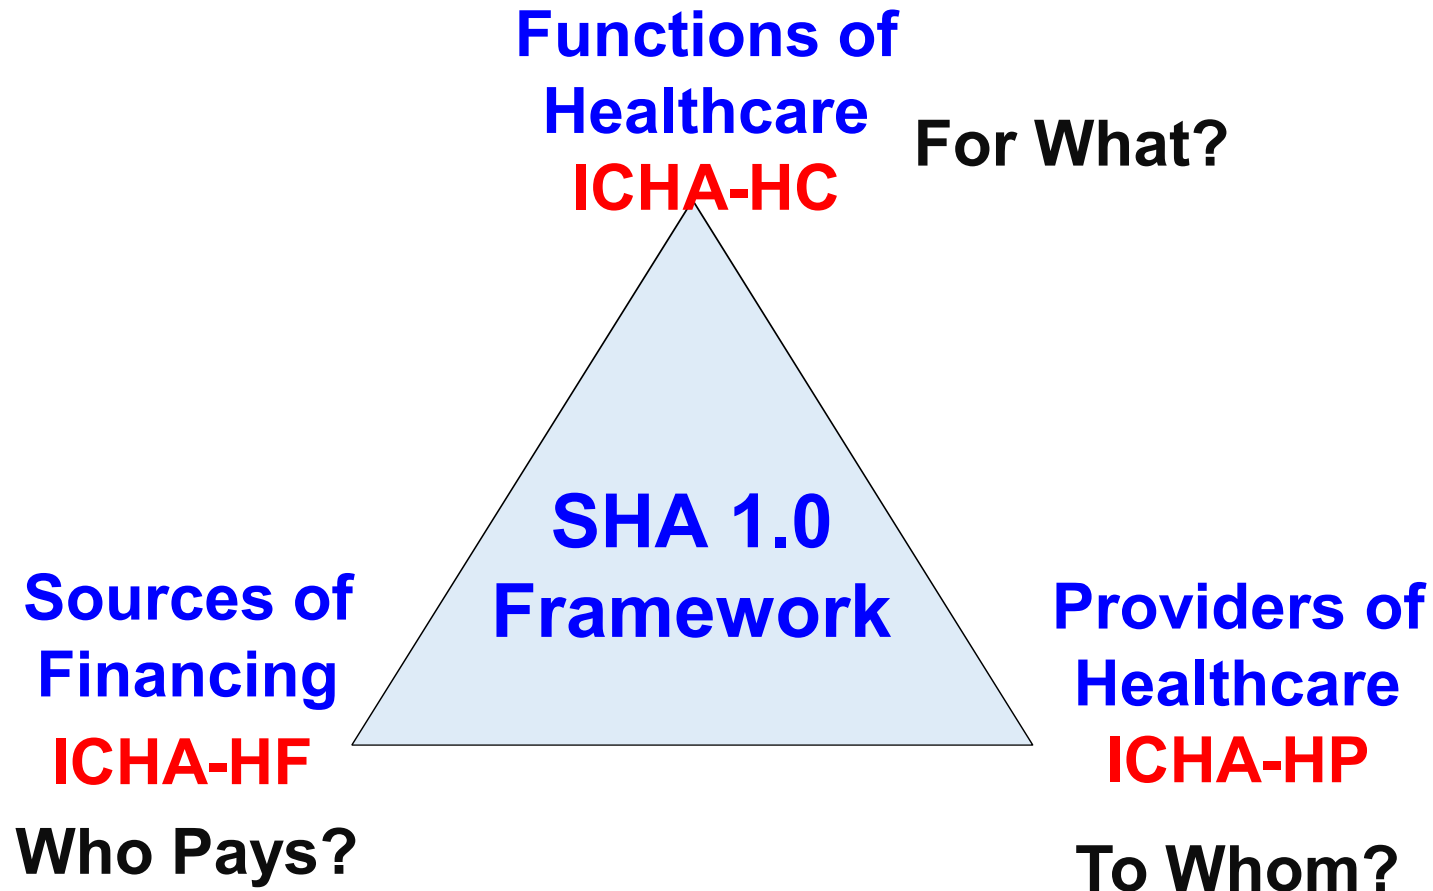 Functions of
Healthcare
ICHA-HC
For What?
SHA 1.0
Framework
Sources of
Financing
ICHA-HF
Who Pays?
Providers of
Healthcare
ICHA-HP
To Whom?